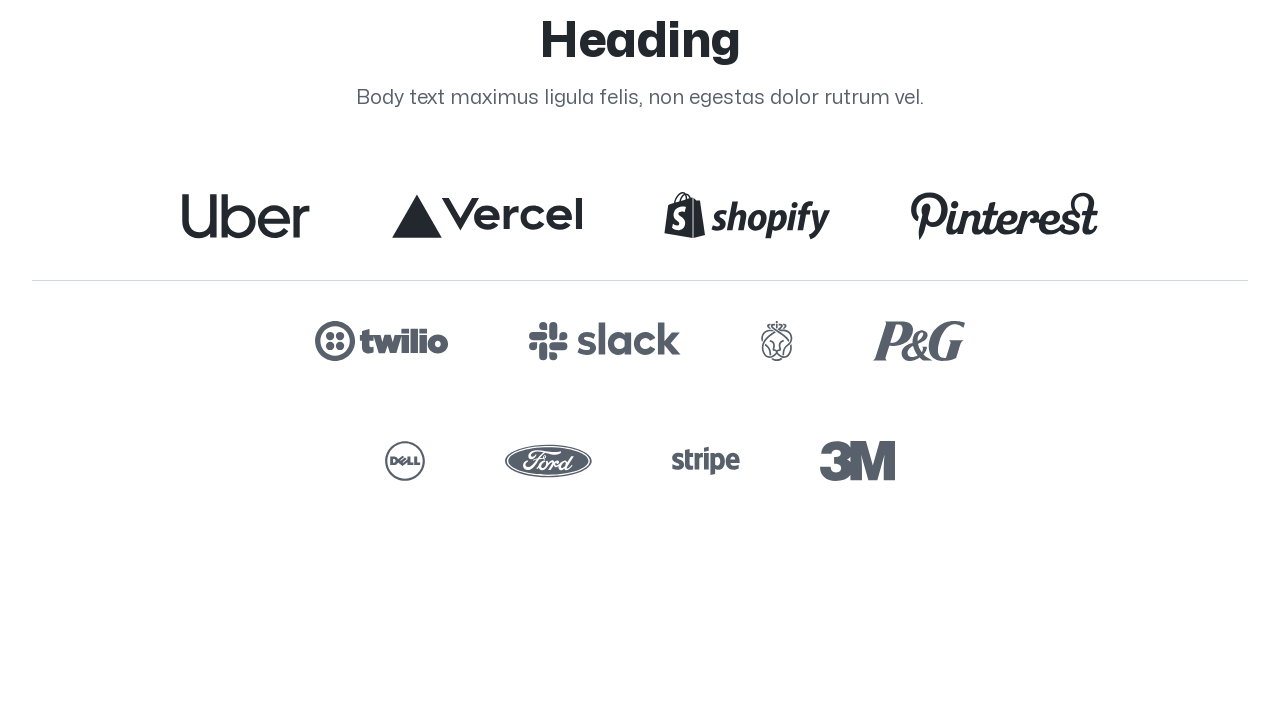 Heading
Body text maximus ligula felis, non egestas dolor rutrum vel.
Uber Vercel shopify Pinterest
twilio slack P&G
DELL Ford stripe 3M